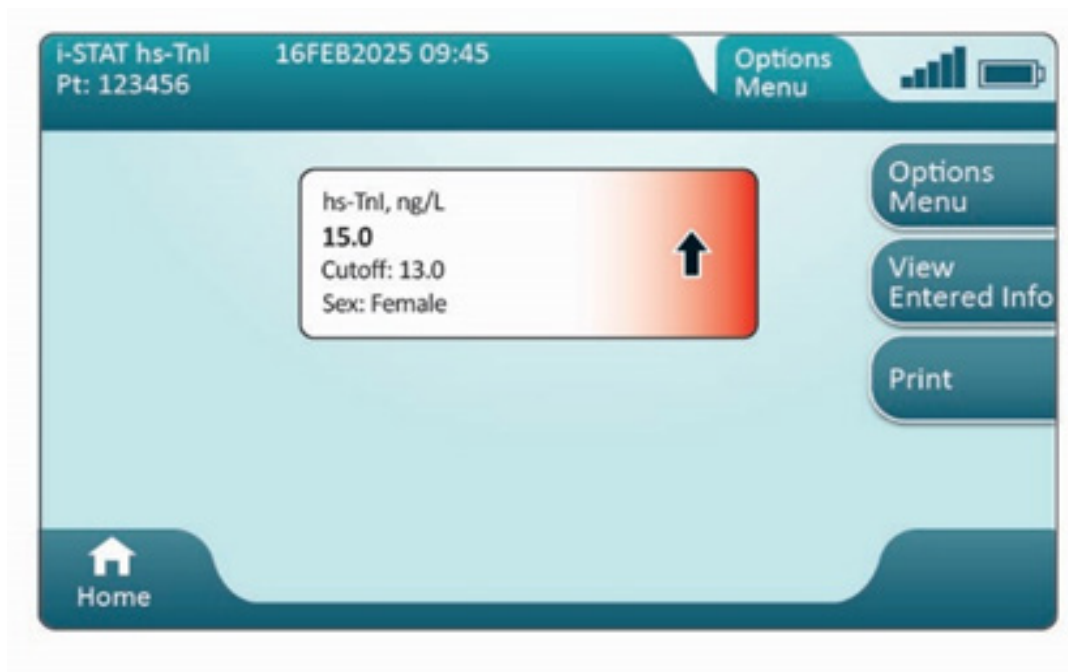 i-STAT hs-TnI 16FEB2025 09:45
Pt: 123456
Options
Menu
hs-TnI, ng/L
15.0
Cutoff: 13.0
Sex: Female
Options
Menu
View
Entered Info
Print
Home